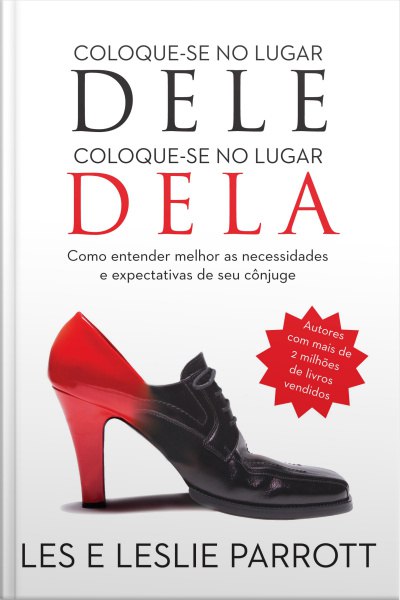 COLOQUE-SE NO LUGAR
DELE
COLOQUE-SE NO LUGAR
DELA
Como entender melhor as necessidades
e expectativas de seu cônjuge
Autores
com mais de
2 milhões
de livros
vendidos
LES E LESLIE PARROTT